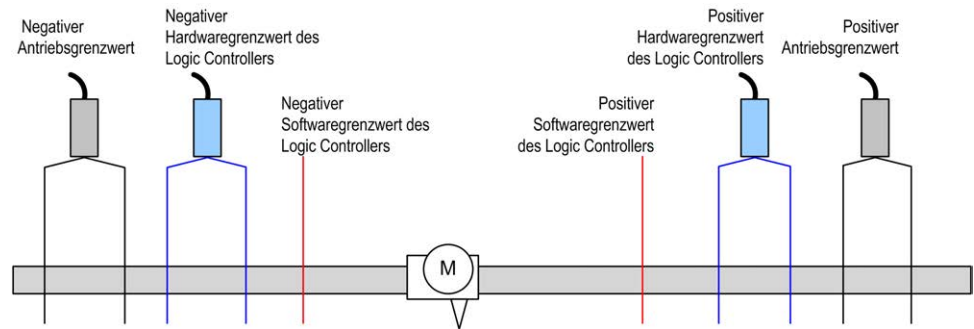 Negativer
Antriebsgrenzwert
Negativer
Hardwaregrenzwert des
Logic Controllers
Negativer
Softwaregrenzwert des
Logic Controllers
Positiver
Softwaregrenzwert
des Logic Controllers
Positiver
Hardwaregrenzwert
des Logic Controllers
Positiver
Antriebsgrenzwert
M